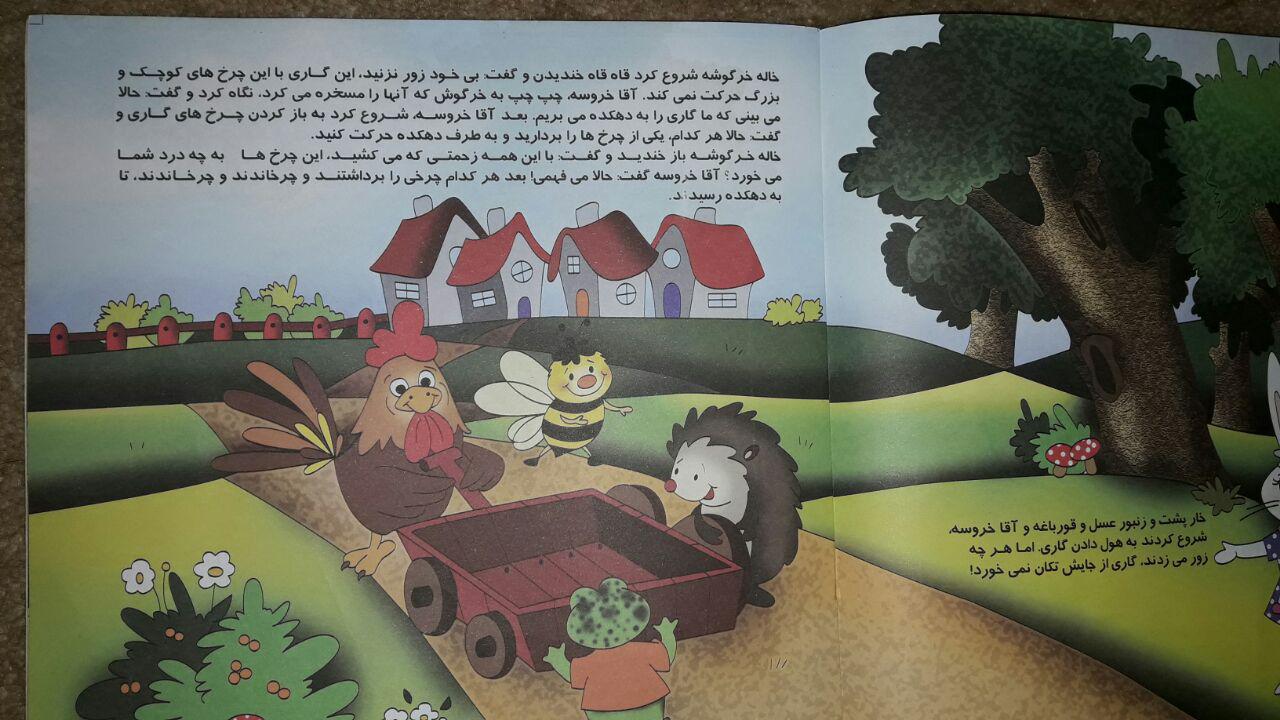 خار پشت و زنبور عسل و قورباغه و آقا خروسه،
شروع کردند به هول دادن گاری. اما هر چه
زور می زدند، گاری از جایش تکان نمی خورد!
خاله خرگوشه شروع کرد قاه قاه خندیدن و گفت: بی خود زور نزنید، این گاری با این چرخ های کوچک و
بزرگ حرکت نمی کند. آقا خروسه، چپ چپ به خرگوش که آنها را مسخره می کرد، نگاه کرد و گفت: حالا
می بینی که ما گاری را به دهکده می بریم. بعد آقا خروسه، شروع کرد به باز کردن چرخ های گاری و
گفت: حالا هر کدام، یکی از چرخ ها را بردارید و به طرف دهکده حرکت کنید.
خاله خرگوشه باز خندید و گفت: با این همه زحمتی که می کشید، این چرخ ها به چه درد شما
می خورد؟ آقا خروسه گفت: حالا می فهمی! بعد هر کدام چرخی را برداشتند و چرخاندند و چرخاندند، تا
به دهکده رسیدند.